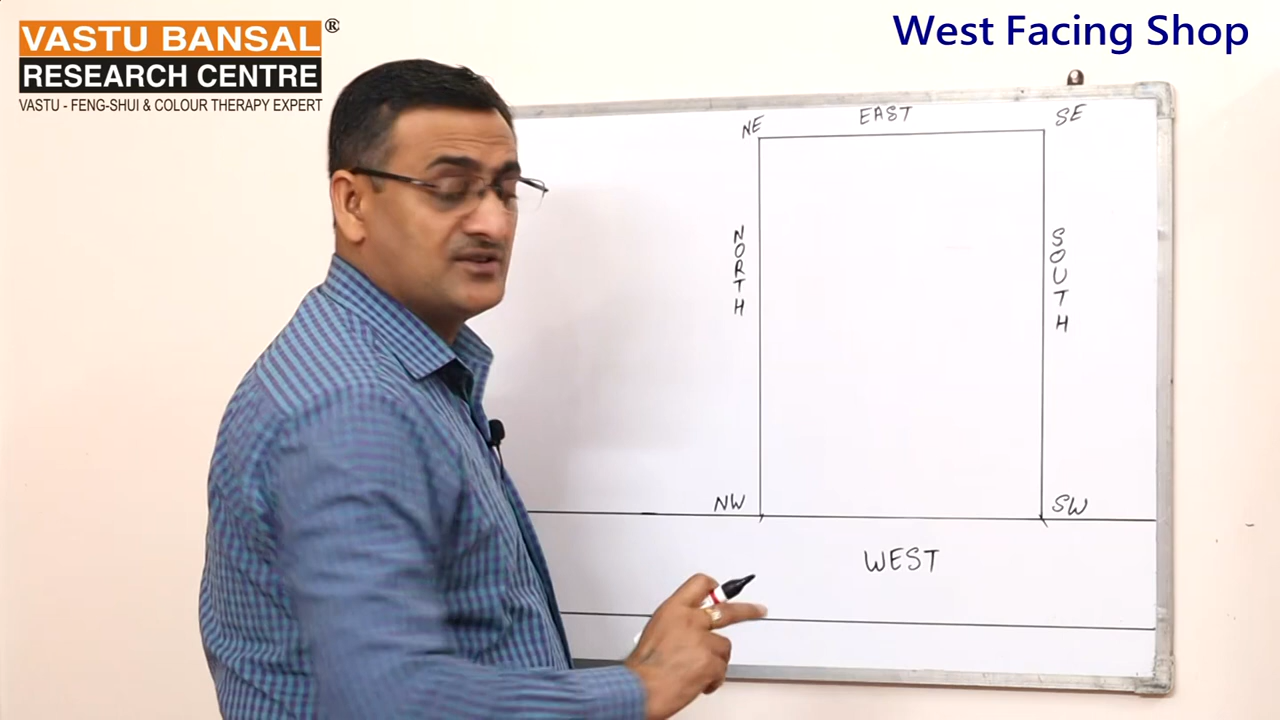 VASTU BANSAL ®
RESEARCH CENTRE
VASTU - FENG-SHUI & COLOUR THERAPY EXPERT
West Facing Shop
NE EAST SE
NORTH SOUTH
NW SW
WEST